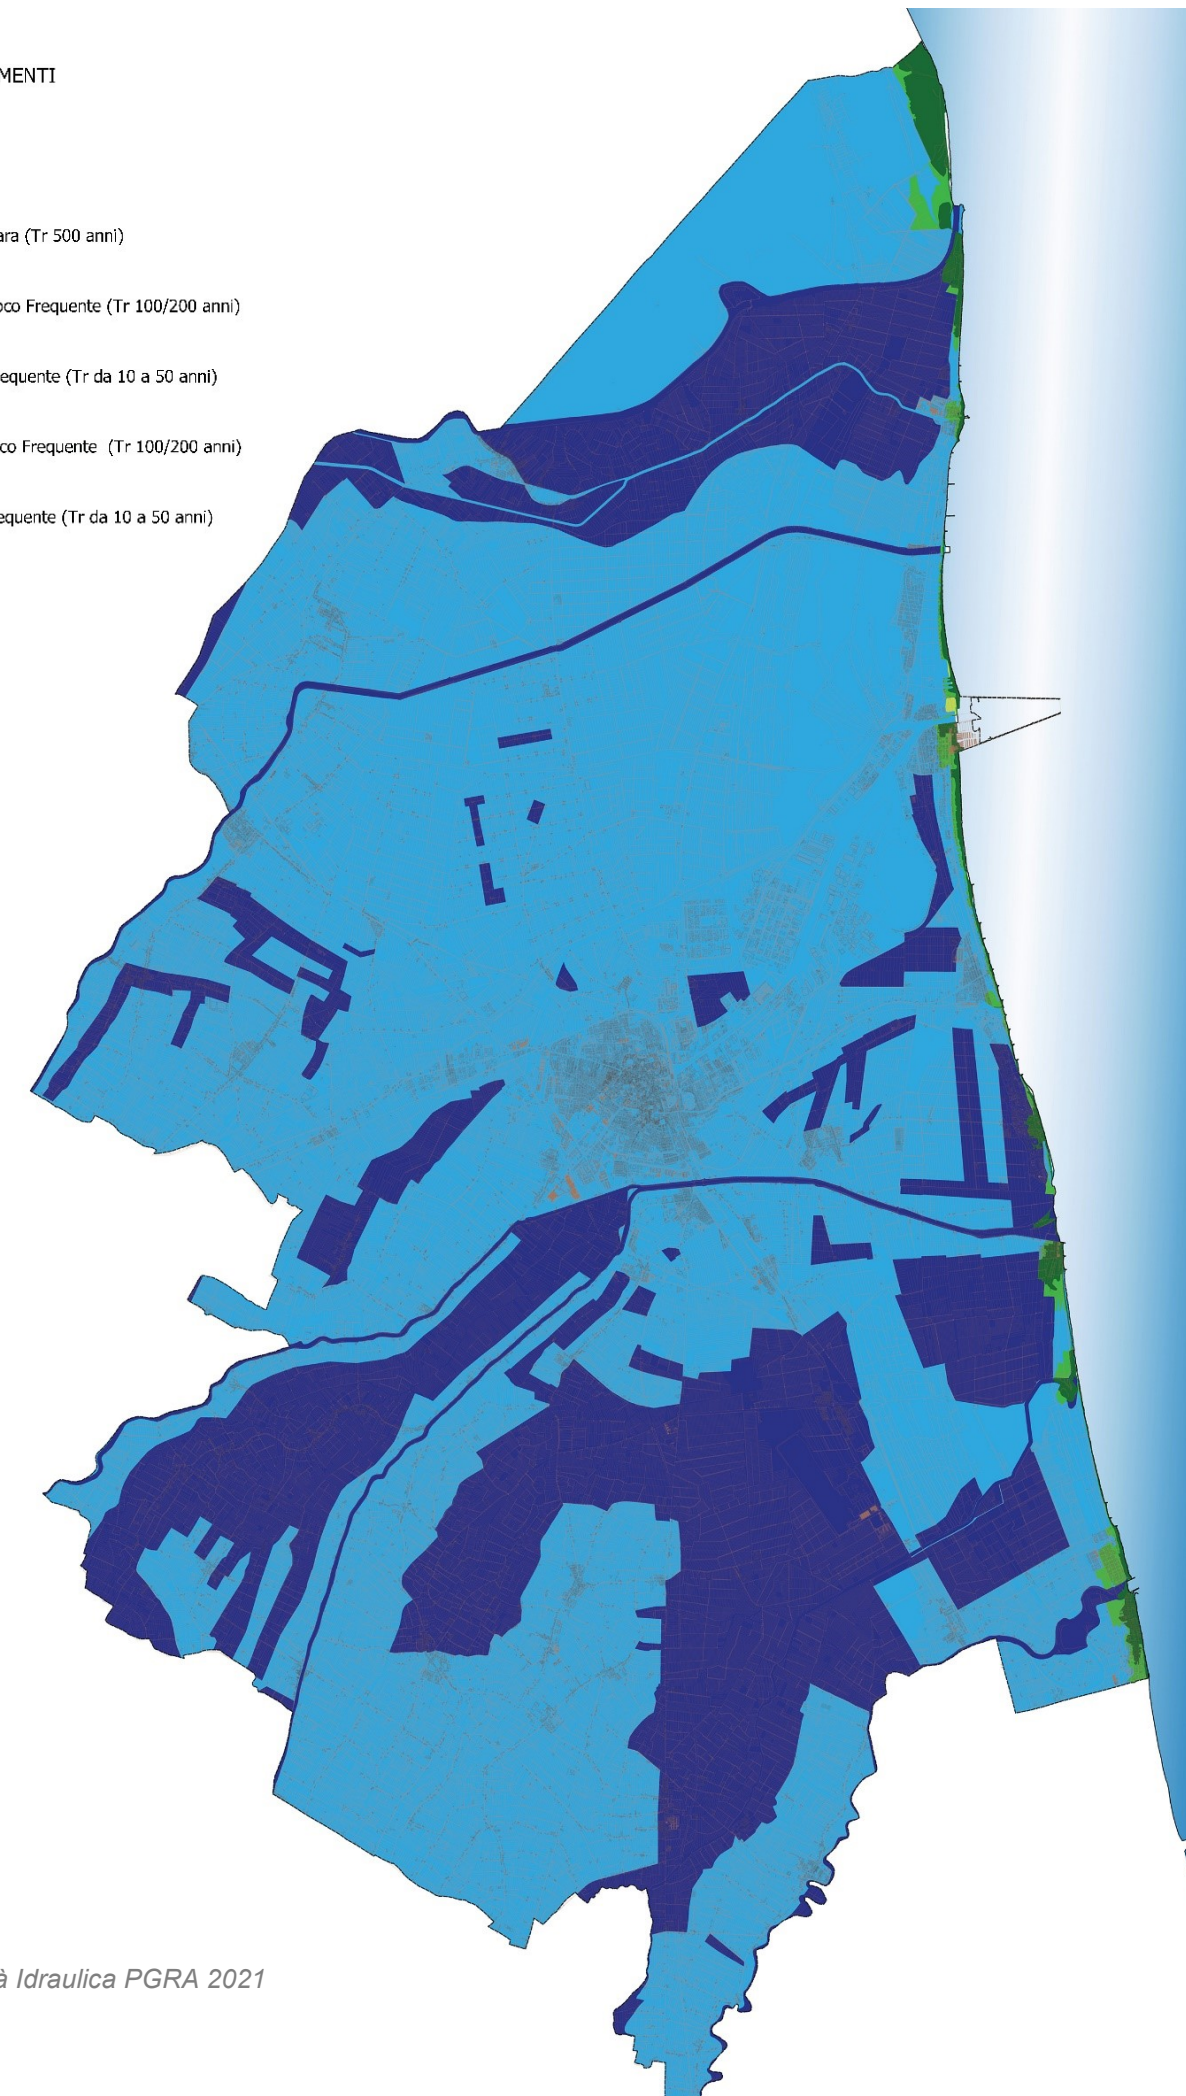 MENTI
ara (Tr 500 anni)
oco Frequente (Tr 100/200 anni)
equente (Tr da 10 a 50 anni)
co Frequente (Tr 100/200 anni)
equente (Tr da 10 a 50 anni)
à Idraulica PGRA 2021